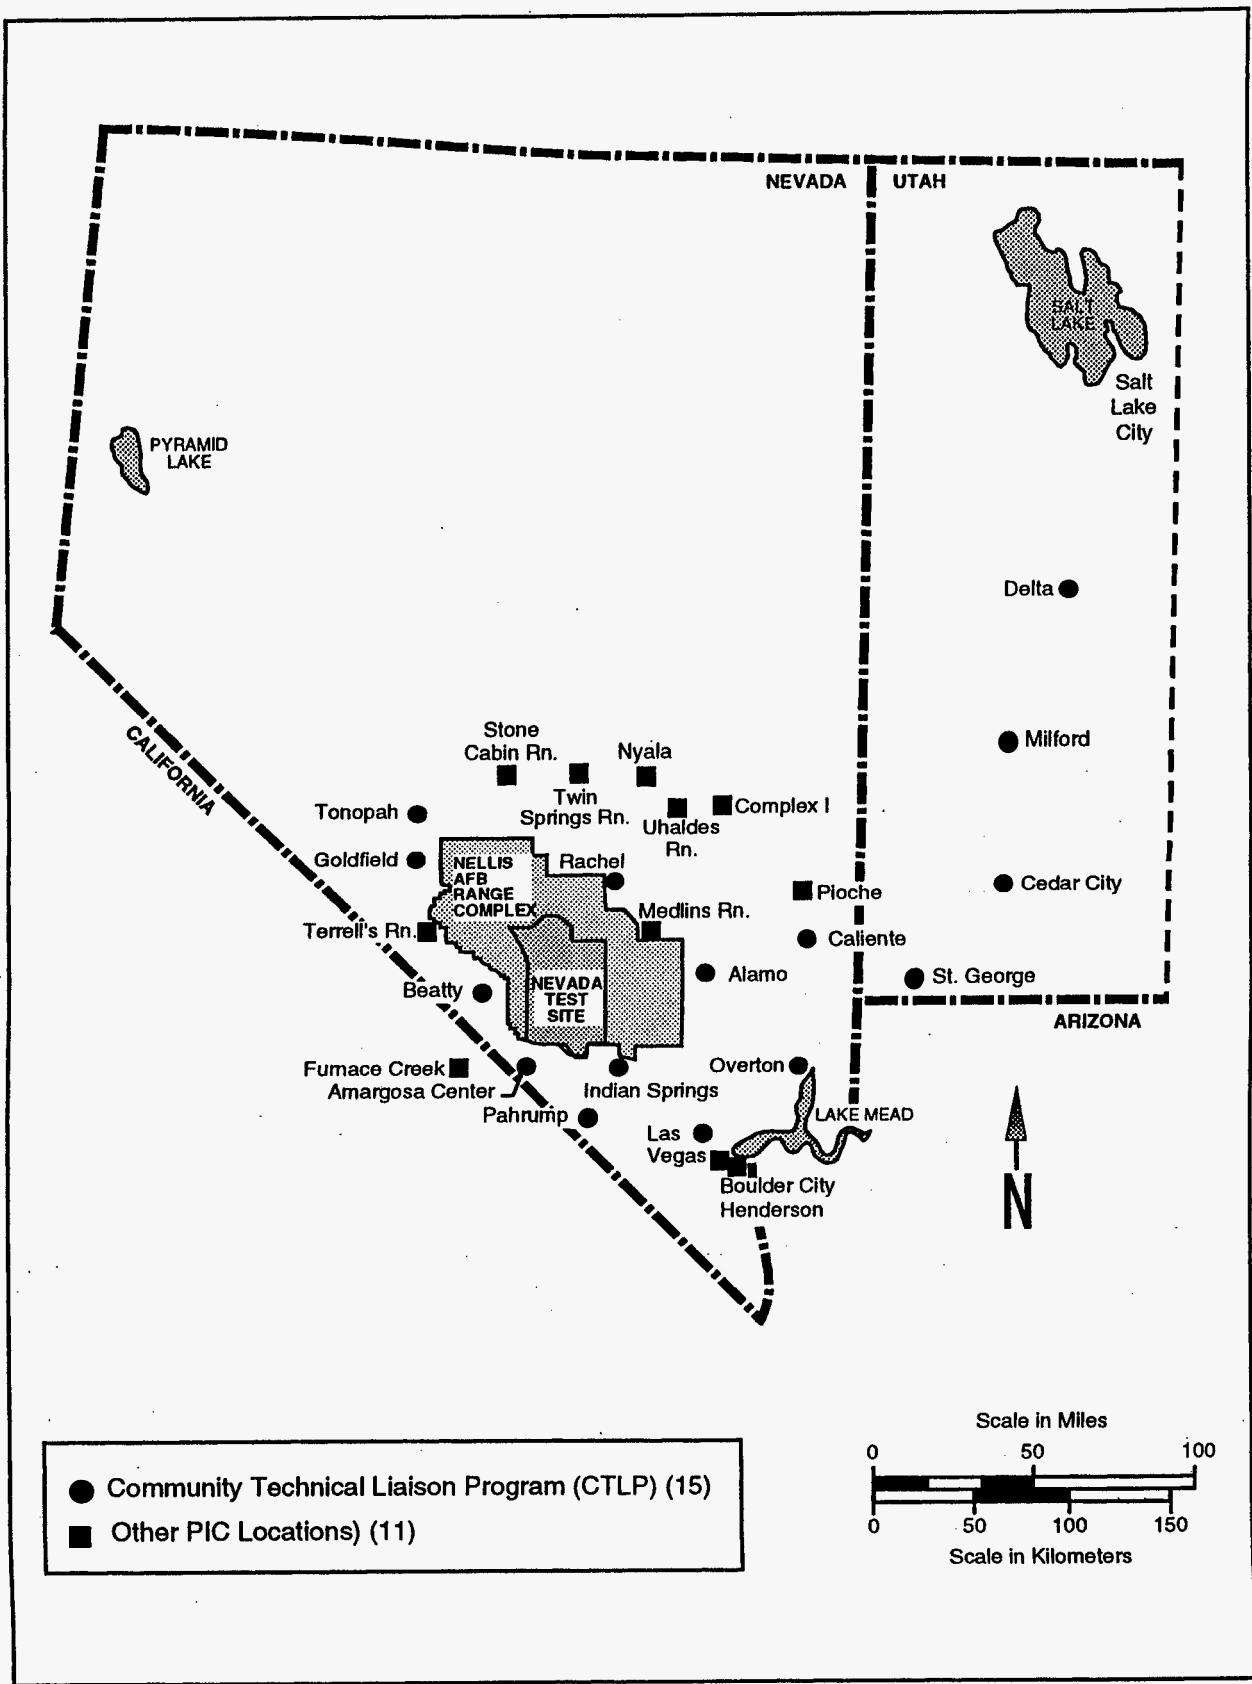 NEVADA
UTAH
SALT
LAKE
Salt
Lake
City
PYRAMID
LAKE
Delta
Milford
CALIFORNIA
Stone
Cabin Rn.
Nyala
Twin
Springs Rn.
Complex I
Uhaldes
Rn.
Tonopah
Goldfield
NELLIS
AFB
RANGE
COMPLEX
Rachel
Pioche
Cedar City
Medlins Rn.
Terrell's Rn.
Caliente
Alamo
St. George
NEVADA
TEST
SITE
Beatty
ARIZONA
Furnace Creek
Amargosa Center
Indian Springs
Overton
Pahrump
LAKE MEAD
Las
Vegas
Boulder City
Henderson
N
Scale in Miles
0 50 100
0 50 100 150
Scale in Kilometers
Community Technical Liaison Program (CTLP) (15)
Other PIC Locations) (11)